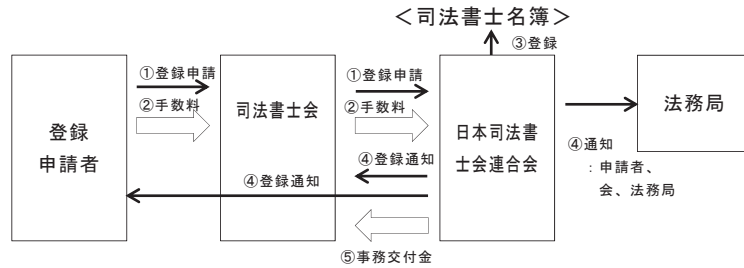 ＜司法書士名簿＞
③登録
①登録申請
②手数料
登録
申請者
司法書士会
①登録申請
②手数料
日本司法書
士会連合会
法務局
④通知
：申請者、
会、法務局
④登録通知
④登録通知
⑤事務交付金